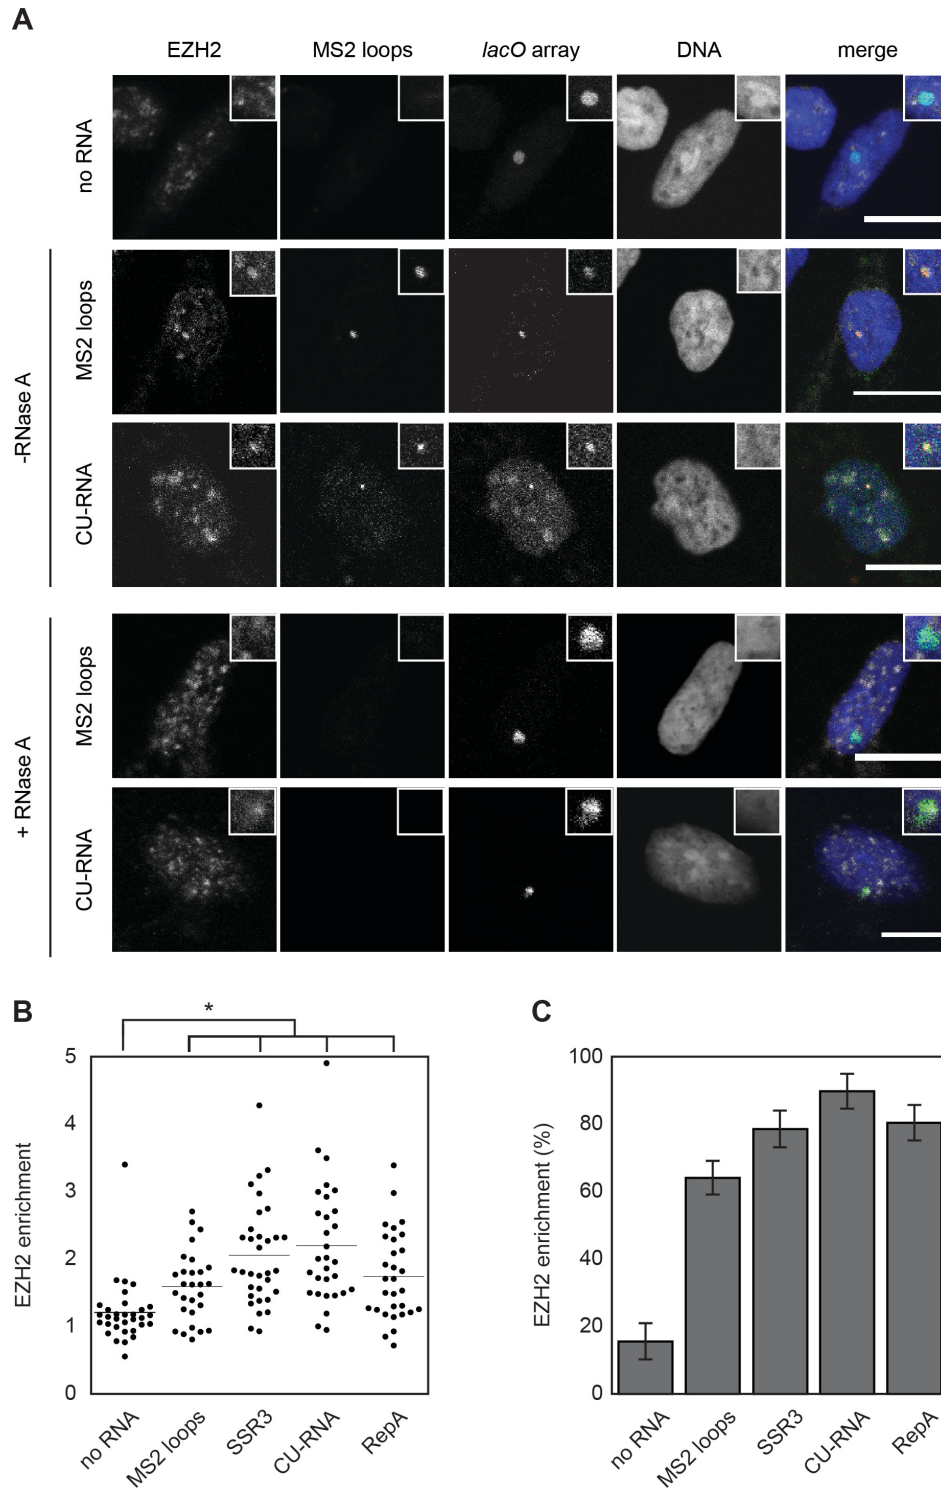 A
EZH2 MS2 loops lacO array DNA merge
no RNA
-RNase A
MS2 loops
CU-RNA
+ RNase A
MS2 loops
CU-RNA
B
*
EZH2 enrichment
5
4
3
2
1
0
no RNA MS2 loops SSR3 CU-RNA RepA
C
EZH2 enrichment (%)
100
80
60
40
20
0
no RNA MS2 loops SSR3 CU-RNA RepA